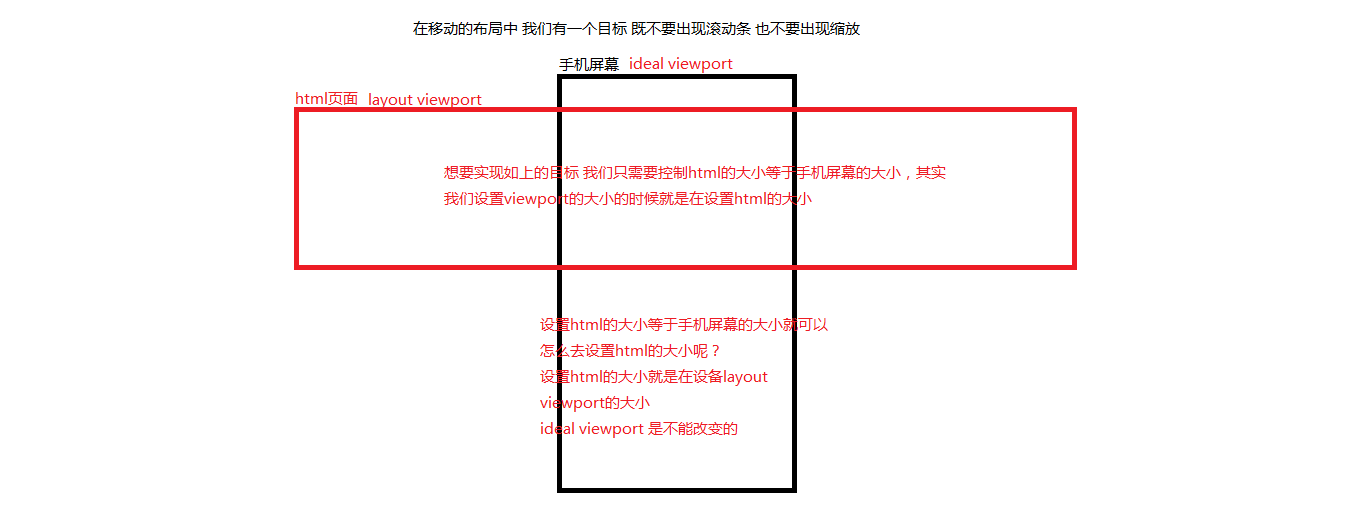 在移动的布局中 我们有一个目标 既不要出现滚动条 也不要出现缩放
手机屏幕 ideal viewport
html页面 layout viewport
想要实现如上的目标 我们只需要控制html的大小等于手机屏幕的大小，其实
我们设置viewport的大小的时候就是在设置html的大小
设置html的大小等于手机屏幕的大小就可以
怎么去设置html的大小呢？
设置html的大小就是在设备layout
viewport的大小
ideal viewport 是不能改变的